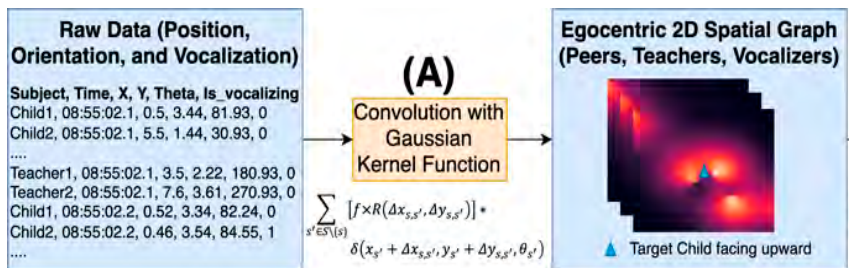 Raw Data (Position,
Orientation, and Vocalization)
Subject, Time, X, Y, Theta, Is_vocalizing
Child1, 08:55:02.1, 0.5, 3.44, 81.93, 0
Child2, 08:55:02.1, 5.5, 1.44, 30.93, 0
....
Teacher1, 08:55:02.1, 3.5, 2.22, 180.93, 0
Teacher2, 08:55:02.1, 7.6, 3.61, 270.93, 0
Child1, 08:55:02.2, 0.52, 3.34, 82.24, 0
Child2, 08:55:02.2, 0.46, 3.54, 84.55, 1
....
(A)
Convolution with
Gaussian
Kernel Function
∑ s'∈S\{s} [f×R(Δx_{s,s'},Δy_{s,s'})] *
δ(x_{s'} + Δx_{s,s'}, y_{s'} + Δy_{s,s'}, θ_{s'})
Egocentric 2D Spatial Graph
(Peers, Teachers, Vocalizers)
Target Child facing upward